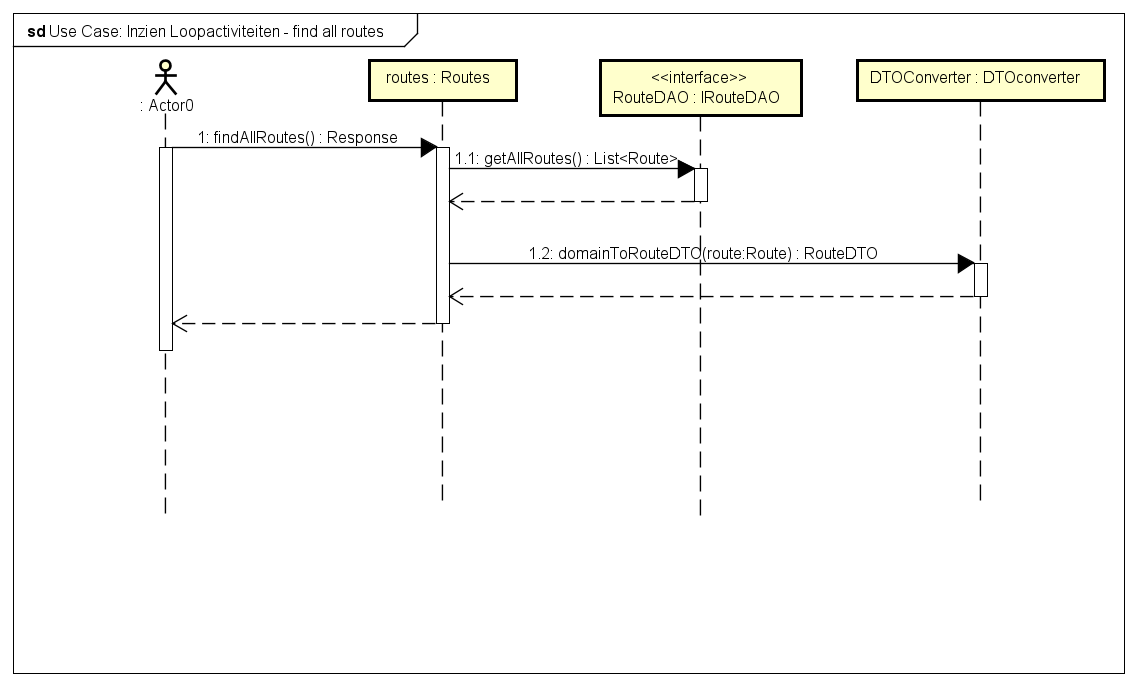 sd Use Case: Inzien Loopactiviteiten - find all routes
: Actor0
routes : Routes
<<interface>>
RouteDAO : IRouteDAO
DTOConverter : DTOconverter
1: findAllRoutes() : Response
1.1: getAllRoutes() : List<Route>
1.2: domainToRouteDTO(route:Route) : RouteDTO